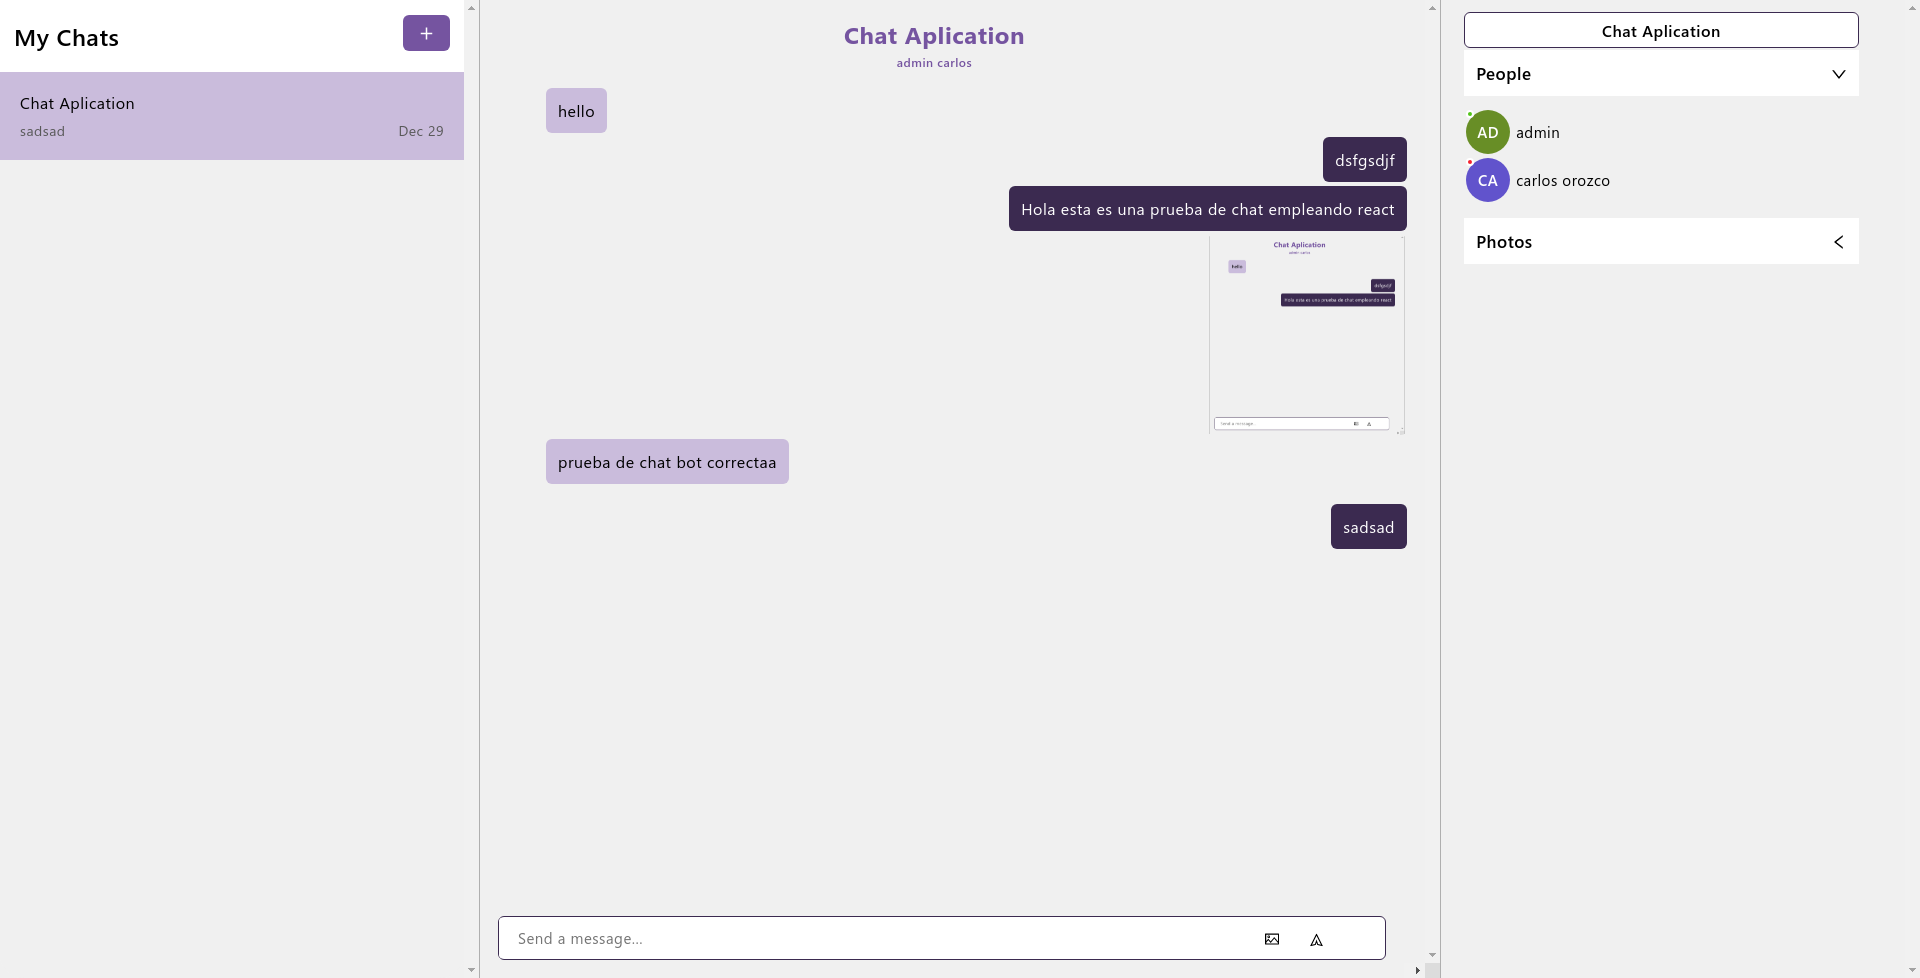 My Chats
+
Chat Aplication
sadsad
Dec 29
Chat Aplication
admin carlos
hello
dsfgsdjf
Hola esta es una prueba de chat empleando react
Chat Aplication
admin carlos
hello
dsfgsdjf
Hola esta es una prueba de chat empleando react
Send a message...
prueba de chat bot correctaa
sadsad
Send a message...
Chat Aplication
People
AD admin
CA carlos orozco
Photos